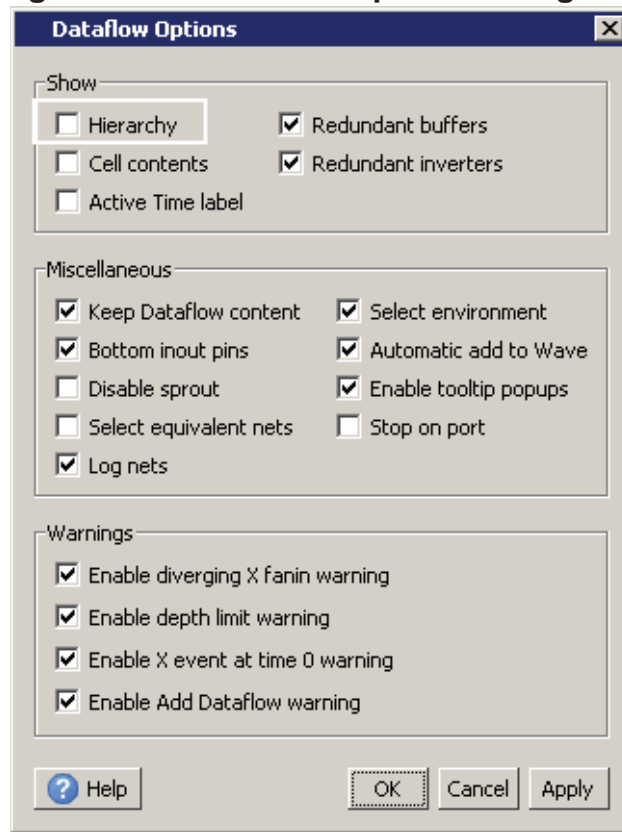 Dataflow Options
Show
Hierarchy
Redundant buffers
Cell contents
Redundant inverters
Active Time label
Miscellaneous
Keep Dataflow content
Select environment
Bottom inout pins
Automatic add to Wave
Disable sprout
Enable tooltip popups
Select equivalent nets
Stop on port
Log nets
Warnings
Enable diverging X fanin warning
Enable depth limit warning
Enable X event at time 0 warning
Enable Add Dataflow warning
? Help
OK
Cancel
Apply